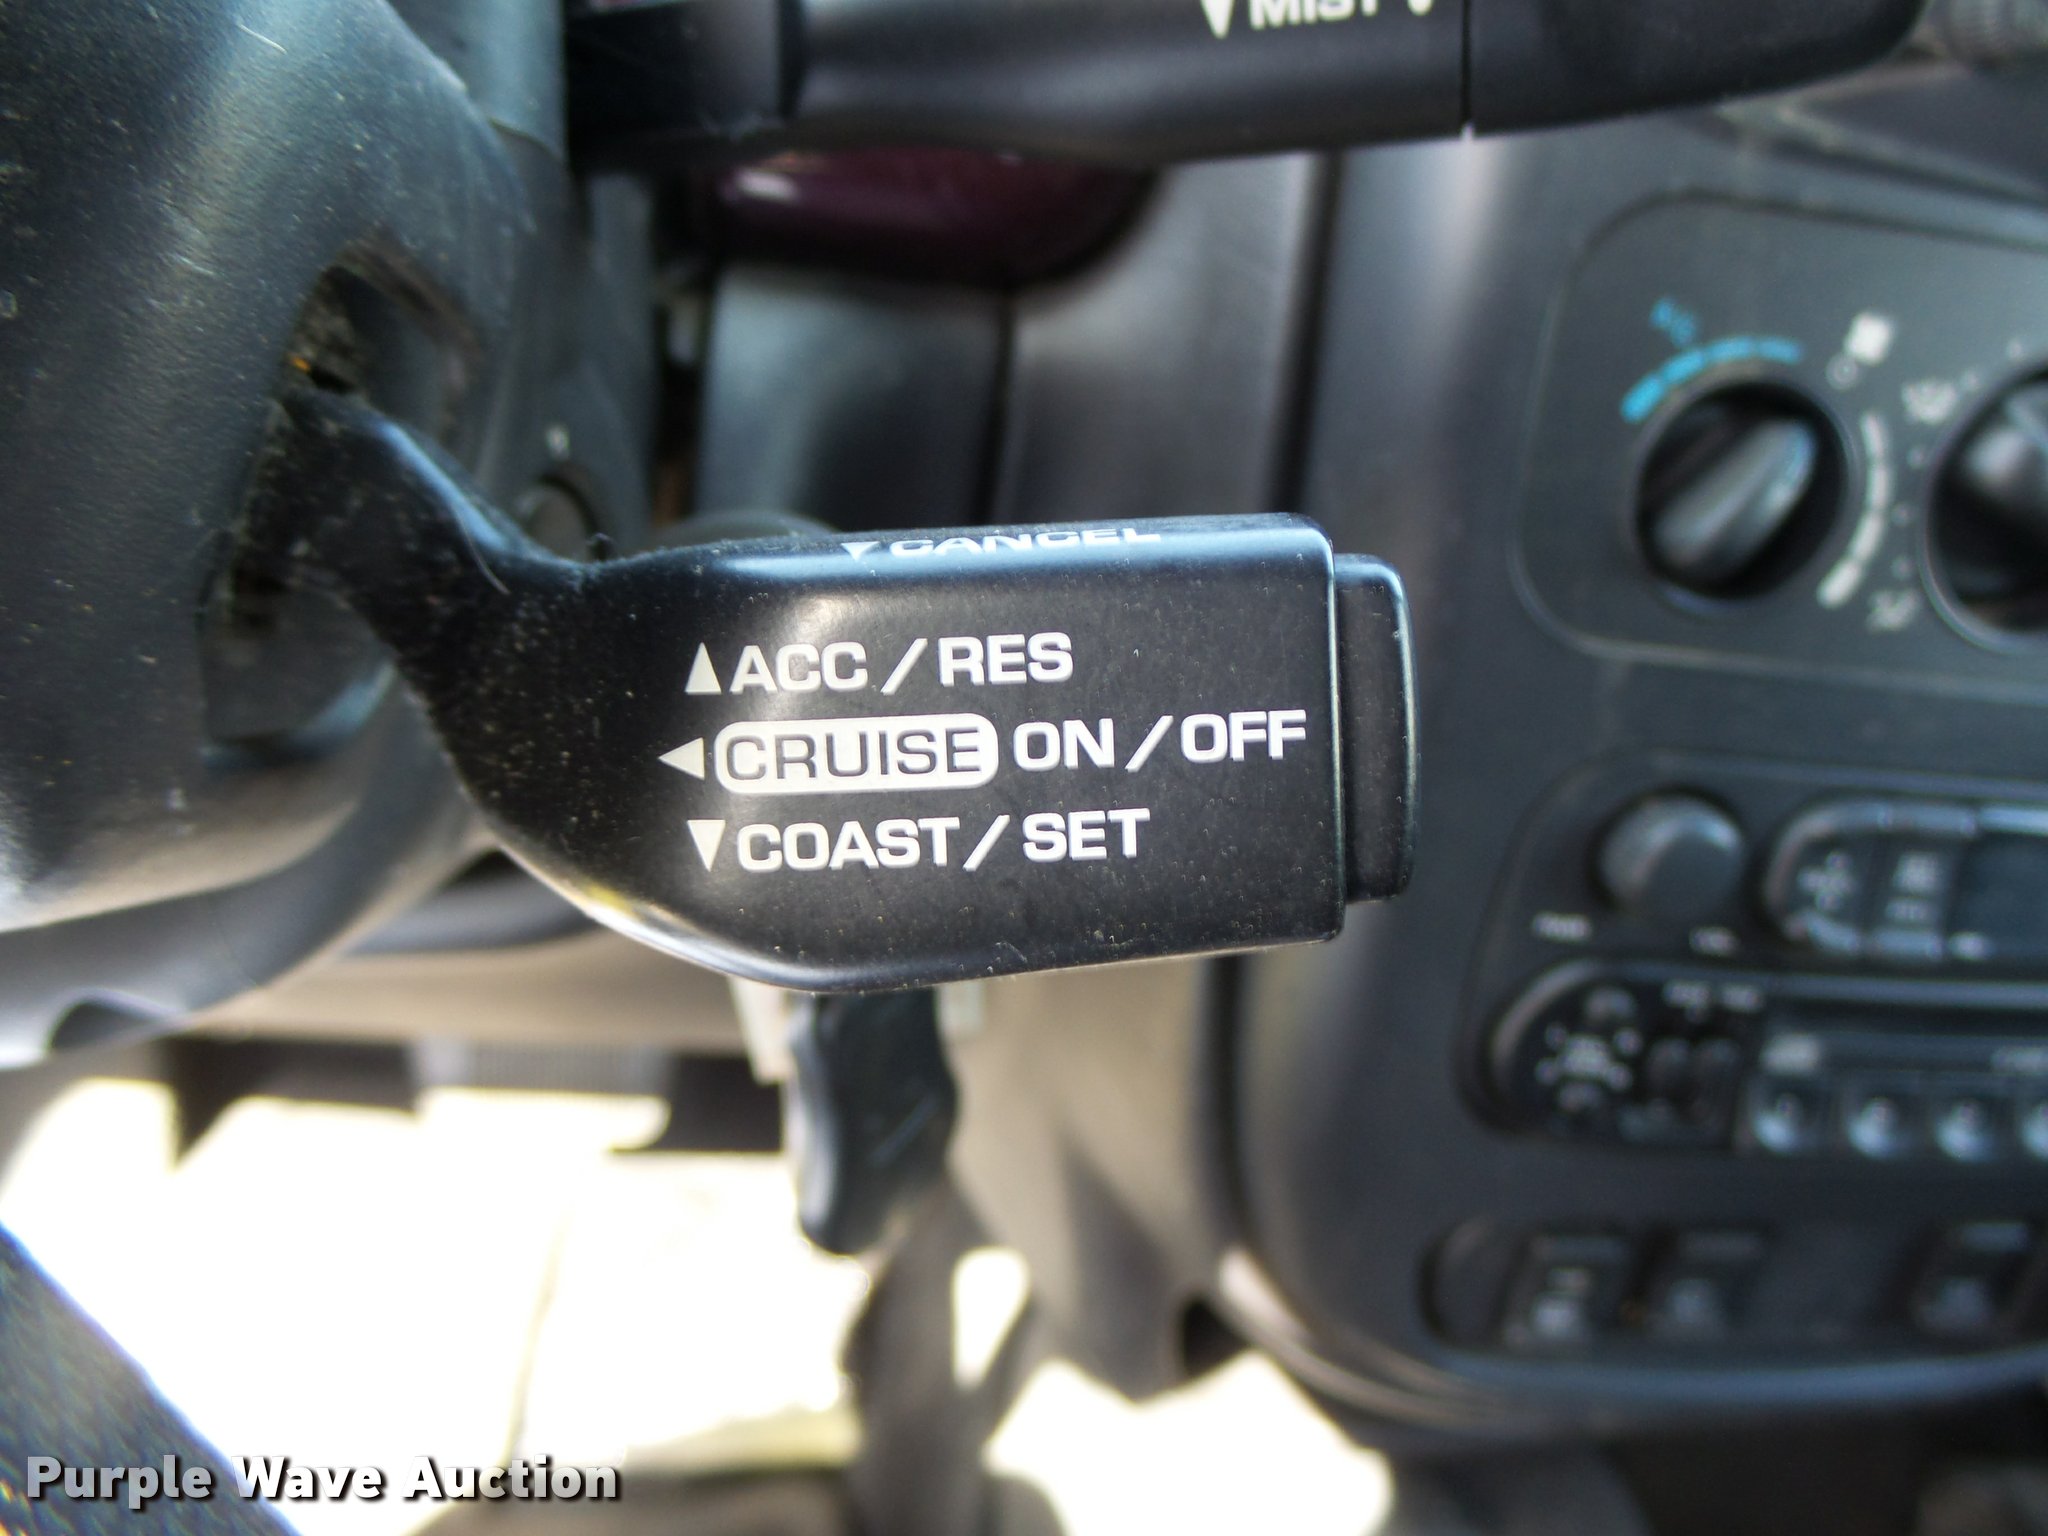 MIST
CANCEL
ACC / RES
CRUISE ON / OFF
COAST / SET
Purple Wave Auction